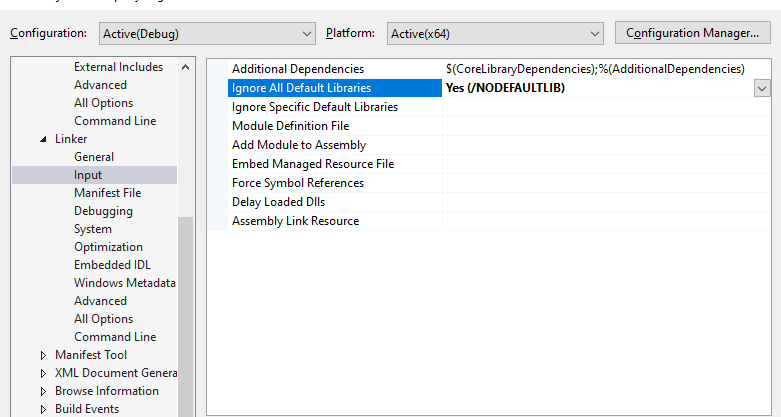 Configuration: Active(Debug) Platform: Active(x64) Configuration Manager...
External Includes
Advanced
All Options
Command Line
Linker
General
Input
Manifest File
Debugging
System
Optimization
Embedded IDL
Windows Metadata
Advanced
All Options
Command Line
Manifest Tool
XML Document Genera
Browse Information
Build Events
Additional Dependencies $(CoreLibraryDependencies);%(AdditionalDependencies)
Ignore All Default Libraries Yes (/NODEFAULTLIB)
Ignore Specific Default Libraries
Module Definition File
Add Module to Assembly
Embed Managed Resource File
Force Symbol References
Delay Loaded Dlls
Assembly Link Resource